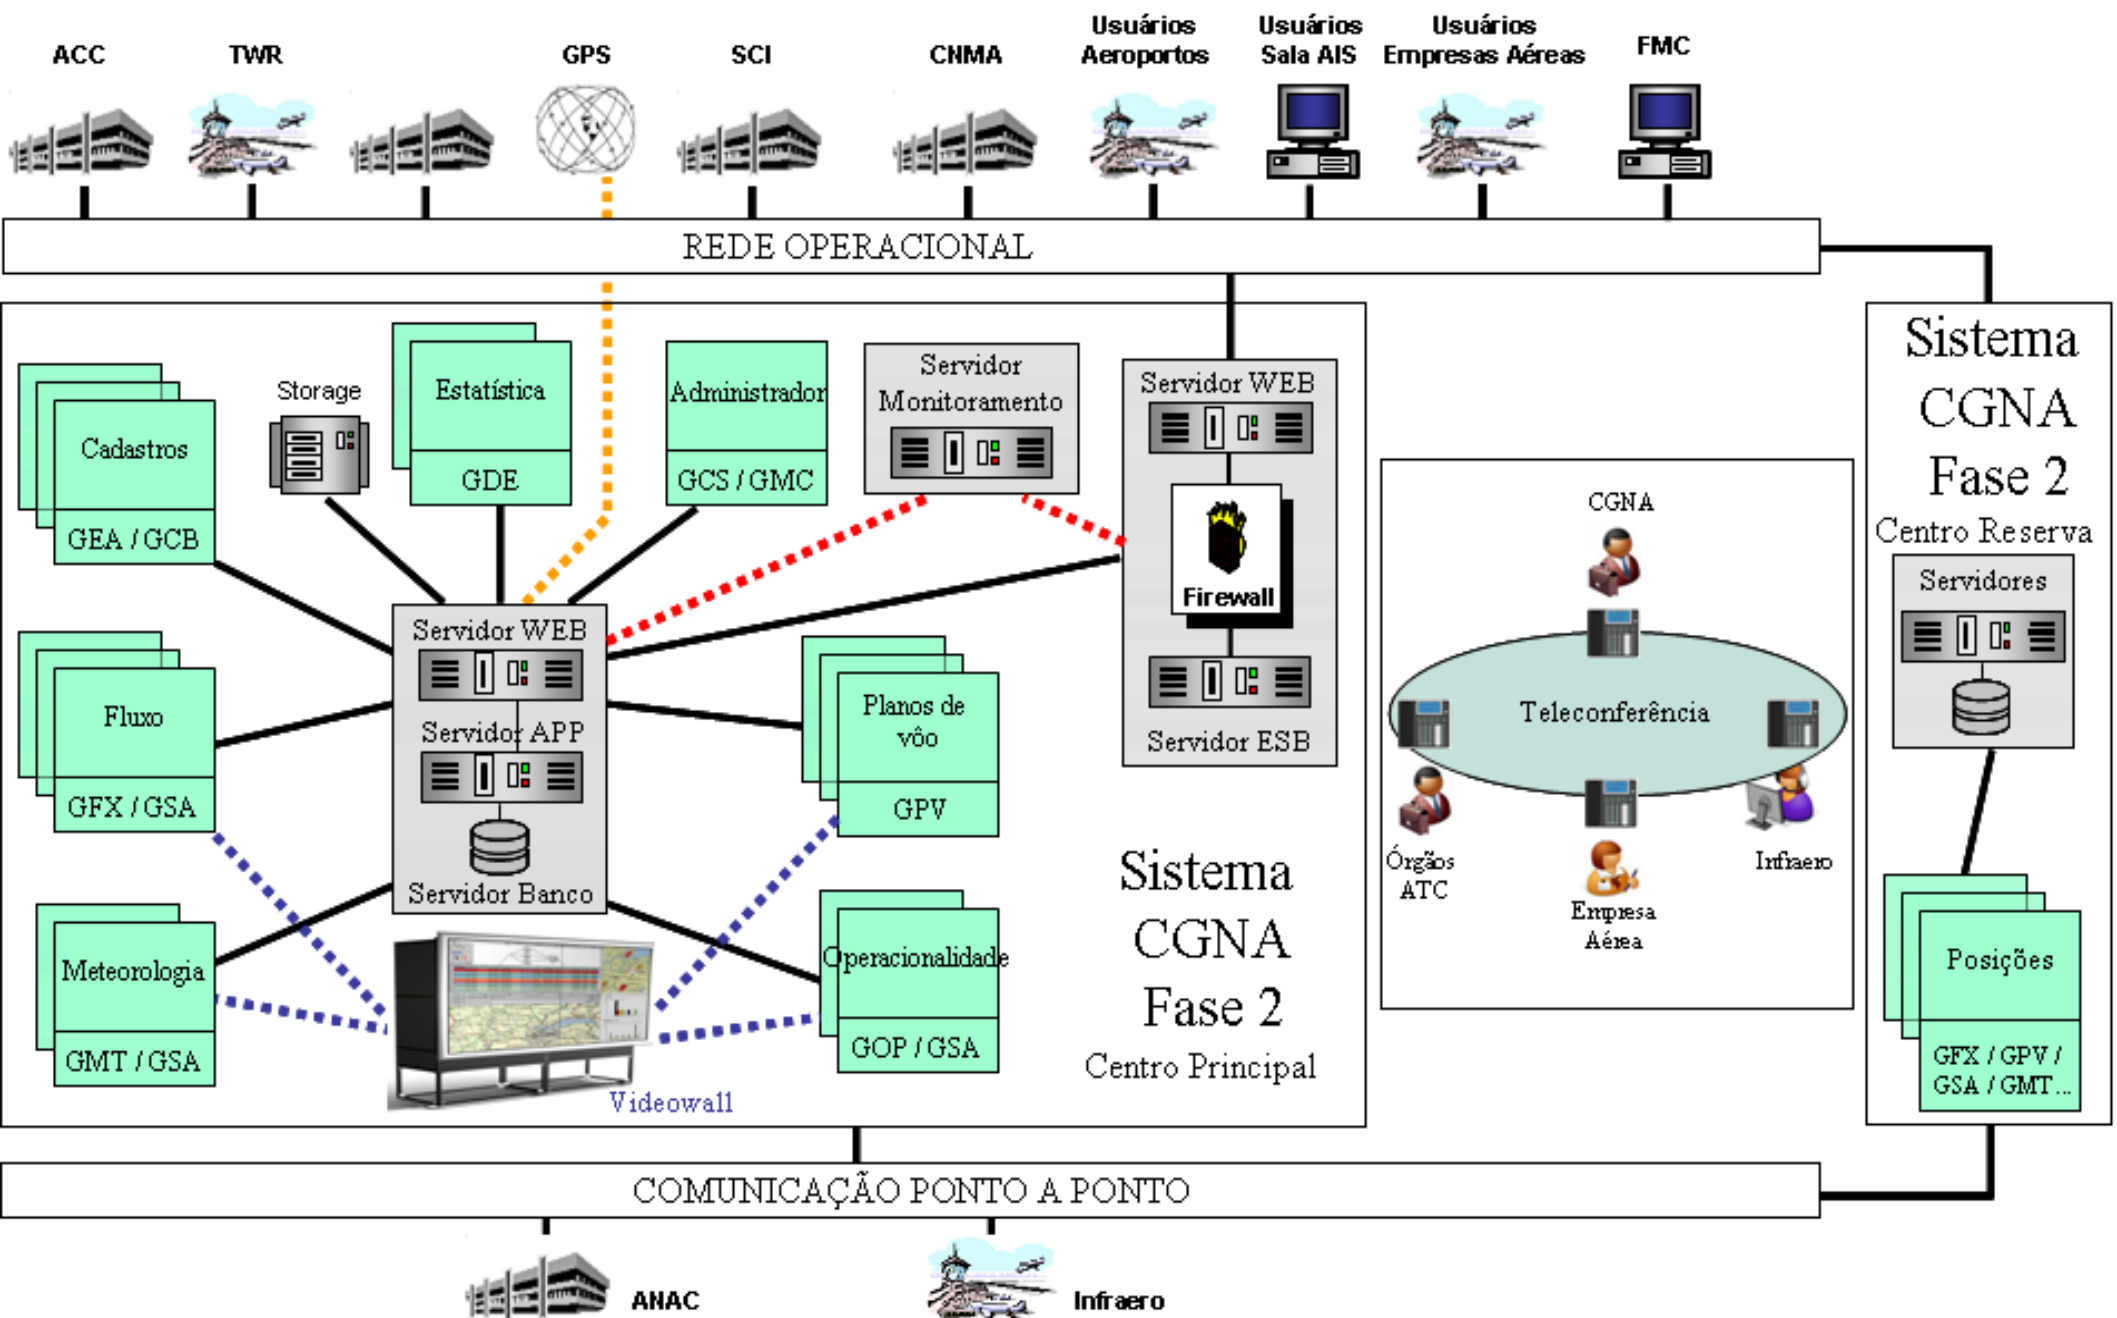 ACC
TWR
GPS
SCI
CNMA
Usuários
Aeroportos
Usuários
Sala AIS
Usuários
Empresas Aéreas
FMC
REDE OPERACIONAL
Cadastros
GEA / GCB
Storage
Estatística
GDE
Administrador
GCS / GMC
Servidor
Monitoramento
Servidor WEB
Firewall
Servidor ESB
Servidor WEB
Servidor APP
Servidor Banco
Fluxo
GFX / GSA
Planos de
vôo
GPV
Meteorologia
GMT / GSA
Operacionalidade
GOP / GSA
Videowall
Sistema
CGNA
Fase 2
Centro Principal
CGNA
Teleconferência
Órgãos
ATC
Empresa
Aérea
Infraero
Sistema
CGNA
Fase 2
Centro Reserva
Servidores
Posições
GFX / GPV /
GSA / GMT...
COMUNICAÇÃO PONTO A PONTO
ANAC
Infraero